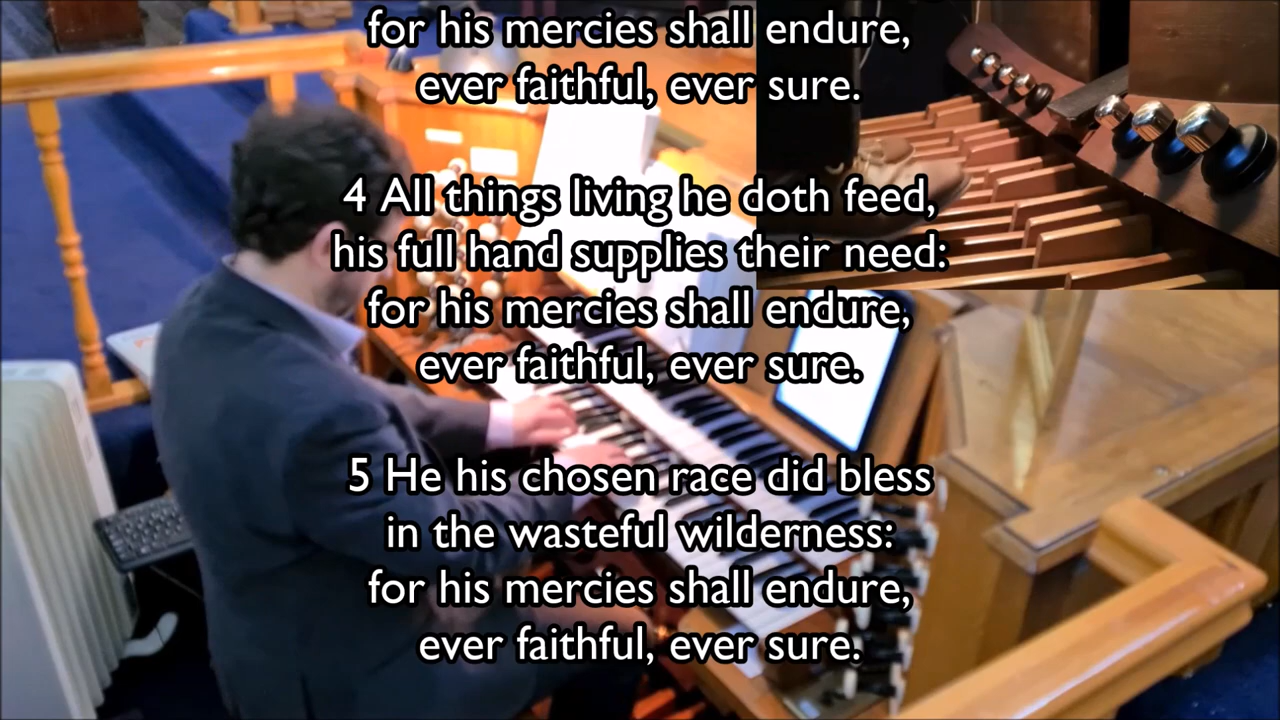 for his mercies shall endure,
ever faithful, ever sure.
4 All things living he doth feed,
his full hand supplies their need:
for his mercies shall endure,
ever faithful, ever sure.
5 He his chosen race did bless
in the wasteful wilderness:
for his mercies shall endure,
ever faithful, ever sure.